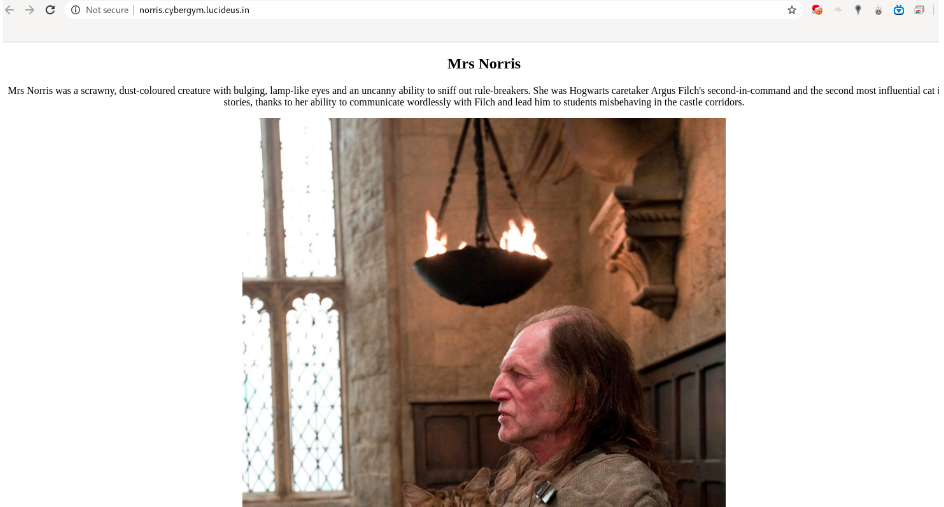 Not secure norris.cybergym.lucideus.in
Mrs Norris
Mrs Norris was a scrawny, dust-coloured creature with bulging, lamp-like eyes and an uncanny ability to sniff out rule-breakers. She was Hogwarts caretaker Argus Filch's second-in-command and the second most influential cat
stories, thanks to her ability to communicate wordlessly with Filch and lead him to students misbehaving in the castle corridors.